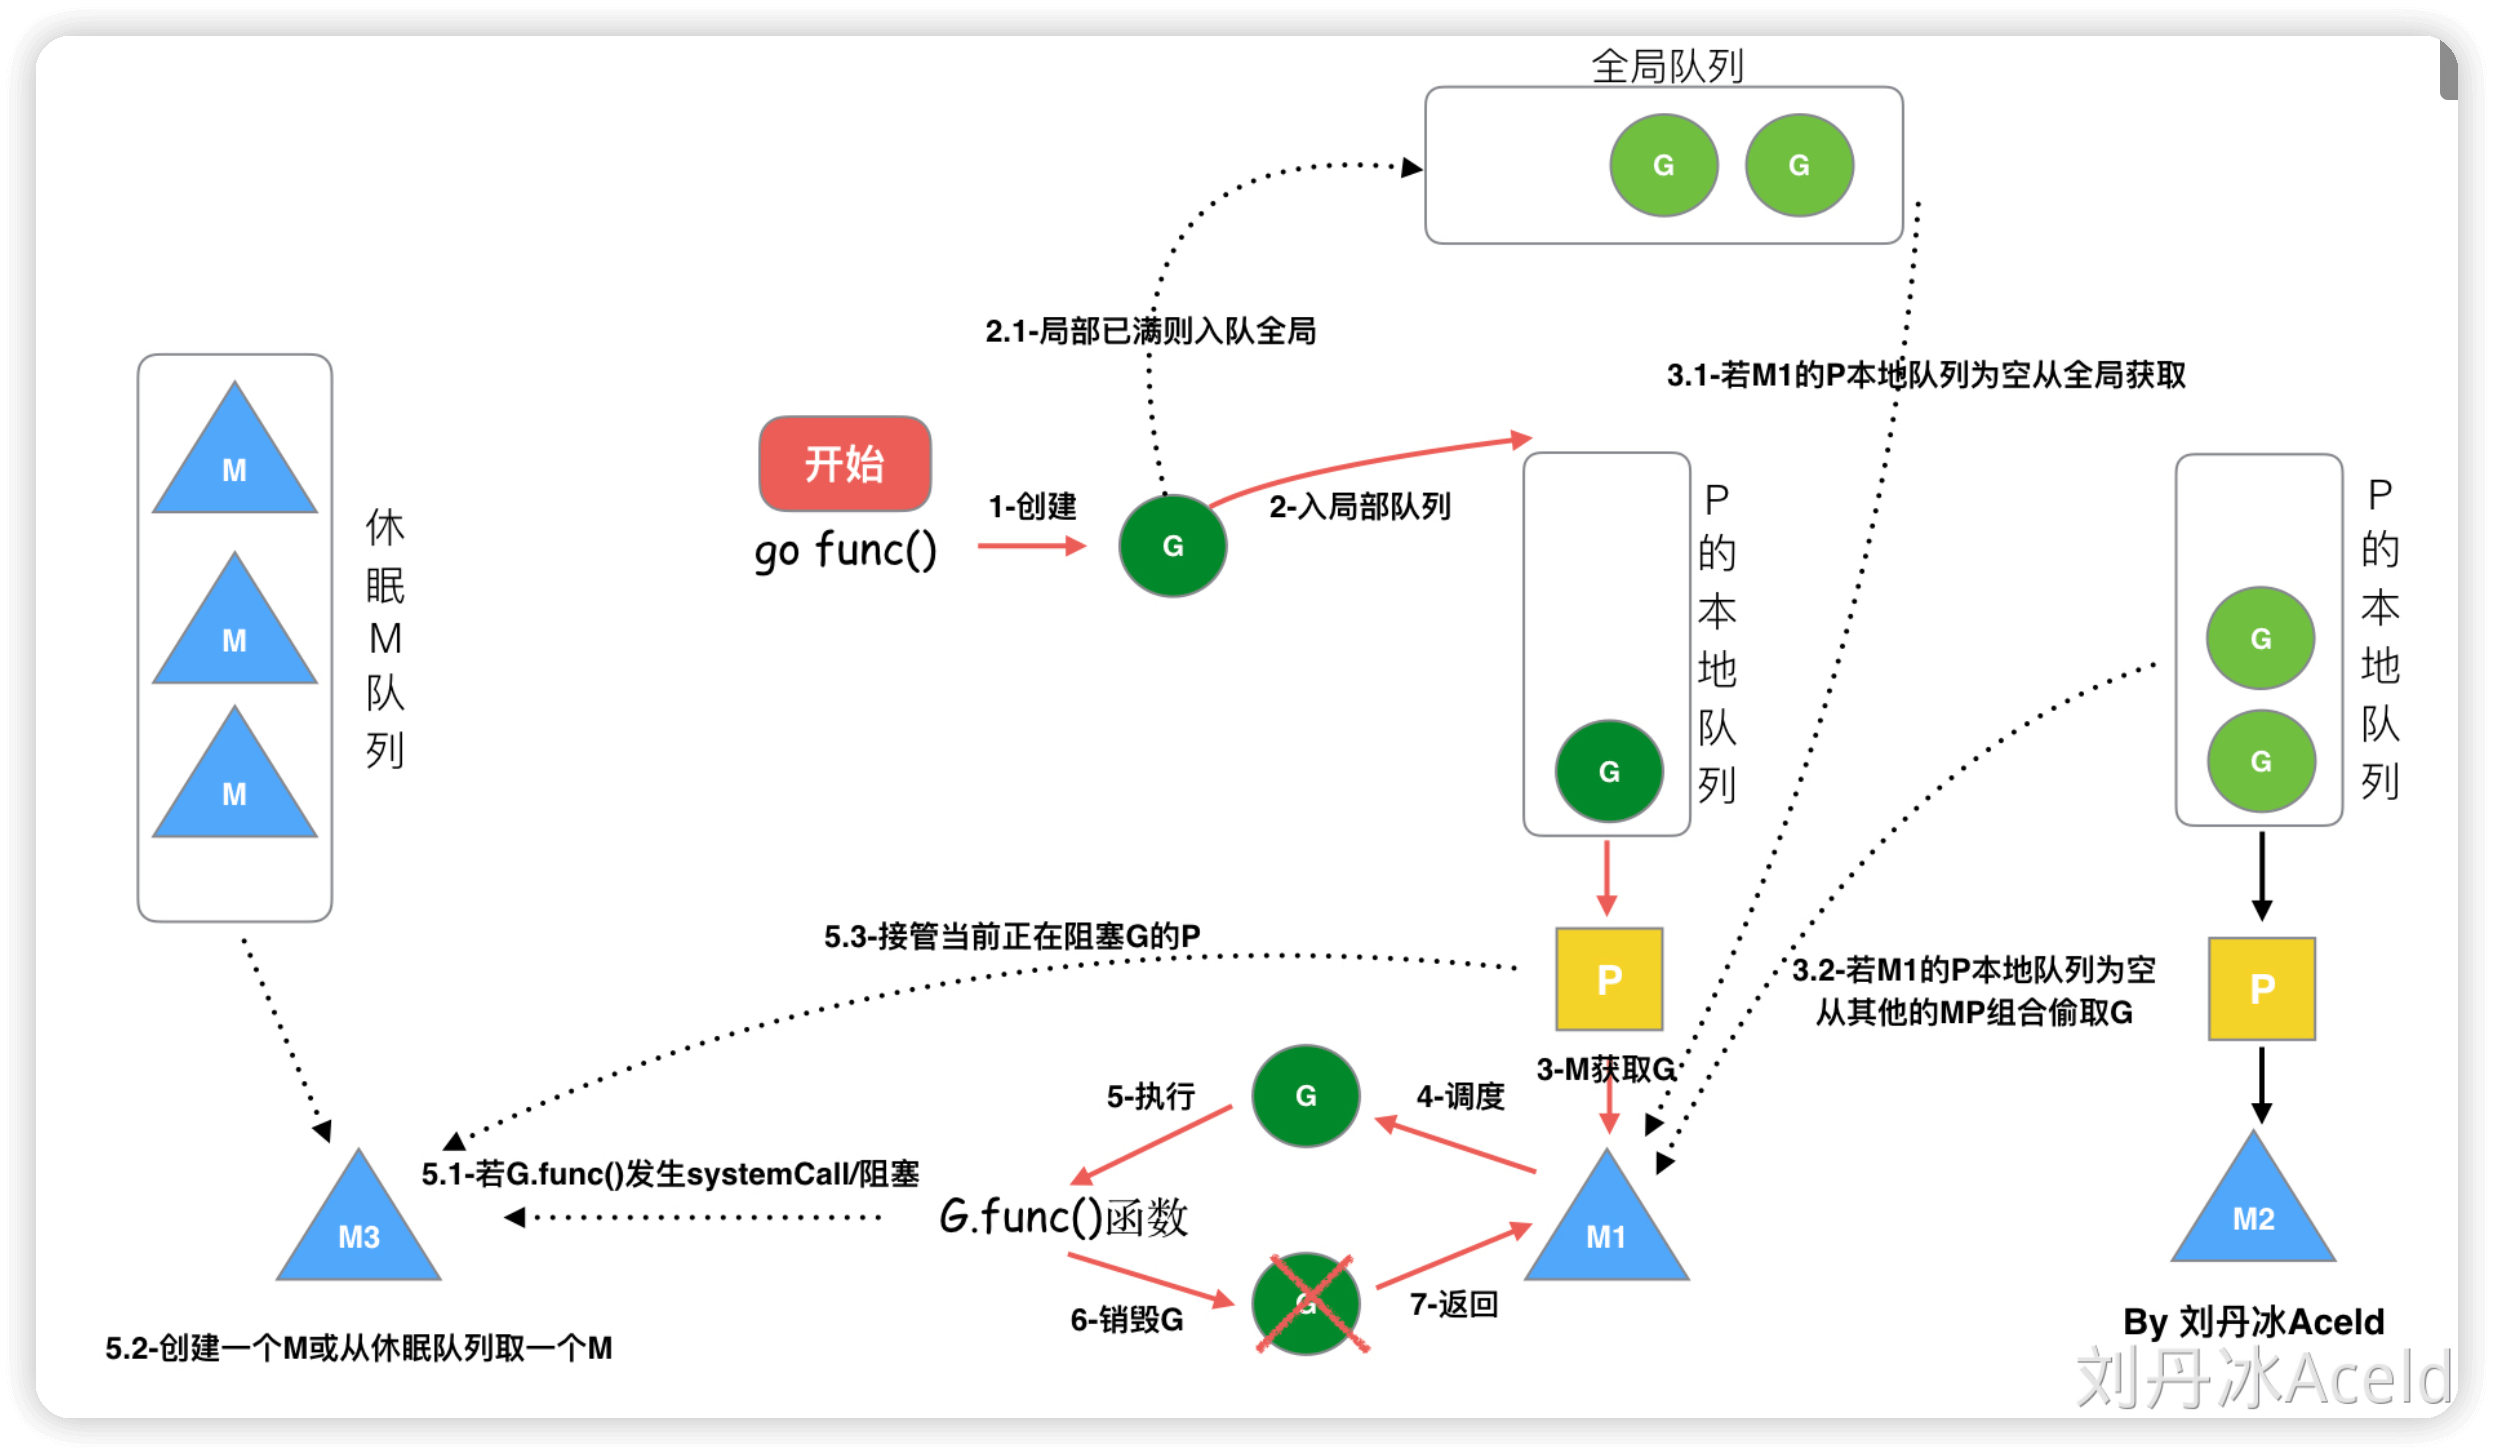 全局队列
G
G
2.1-局部已满则入队全局
3.1-若M1的P本地队列为空从全局获取
M
M
M
休眠M队列
开始
go func()
1-创建
G
2-入局部队列
G
P的本地队列
G
G
P的本地队列
5.3-接管当前正在阻塞G的P
P
3.2-若M1的P本地队列为空
从其他的MP组合偷取G
P
3-M获取G
5-执行
G
4-调度
5.1-若G.func()发生systemCall/阻塞
G.func()函数
M3
M1
M2
6-销毁G
G
7-返回
5.2-创建一个M或从休眠队列取一个M
By 刘丹冰Aceld
刘丹冰Aceld